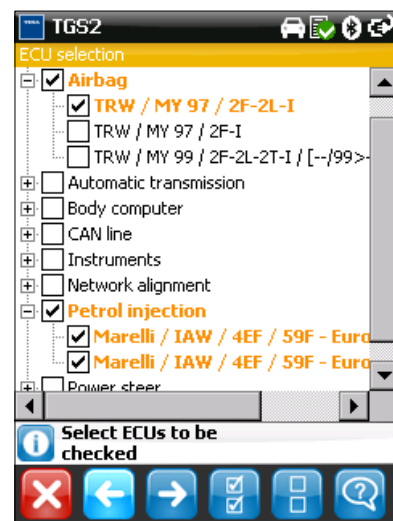 TGS2
ECU selection
Airbag
TRW / MY 97 / 2F-2L-I
TRW / MY 97 / 2F-I
TRW / MY 99 / 2F-2L-2T-I / [--/99>-
Automatic transmission
Body computer
CAN line
Instruments
Network alignment
Petrol injection
Marelli / IAW / 4EF / 59F - Euro
Marelli / IAW / 4EF / 59F - Euro
Power steer
Select ECUs to be
checked